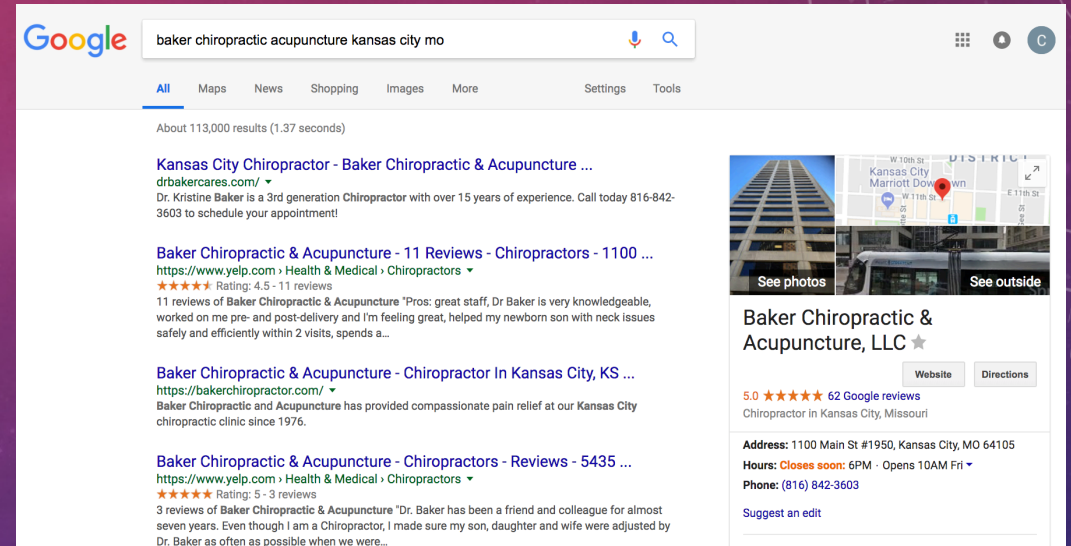 Google
baker chiropractic acupuncture kansas city mo
C
All Maps News Shopping Images More Settings Tools
About 113,000 results (1.37 seconds)
Kansas City Chiropractor - Baker Chiropractic & Acupuncture ...
drbakercares.com/
Dr. Kristine Baker is a 3rd generation Chiropractor with over 15 years of experience. Call today 816-842-
3603 to schedule your appointment!
Baker Chiropractic & Acupuncture - 11 Reviews - Chiropractors - 1100 ...
https://www.yelp.com › Health & Medical › Chiropractors
Rating: 4.5 - 11 reviews
11 reviews of Baker Chiropractic & Acupuncture "Pros: great staff, Dr Baker is very knowledgeable,
worked on me pre- and post-delivery and I'm feeling great, helped my newborn son with neck issues
safely and efficiently within 2 visits, spends a...
Baker Chiropractic & Acupuncture - Chiropractor In Kansas City, KS ...
https://bakerchiropractor.com/
Baker Chiropractic and Acupuncture has provided compassionate pain relief at our Kansas City
chiropractic clinic since 1976.
Baker Chiropractic & Acupuncture - Chiropractors - Reviews - 5435 ...
https://www.yelp.com › Health & Medical › Chiropractors
Rating: 5 - 3 reviews
3 reviews of Baker Chiropractic & Acupuncture "Dr. Baker has been a friend and colleague for almost
seven years. Even though I am a Chiropractor, I made sure my son, daughter and wife were adjusted by
Dr. Baker as often as possible when we were...
W 10th St
DISTRICT
Kansas City
Marriott Downtown
E 11th St
W 11th St
See photos
See outside
Baker Chiropractic &
Acupuncture, LLC
Website Directions
5.0 62 Google reviews
Chiropractor in Kansas City, Missouri
Address: 1100 Main St #1950, Kansas City, MO 64105
Hours: Closes soon: 6PM · Opens 10AM Fri
Phone: (816) 842-3603
Suggest an edit